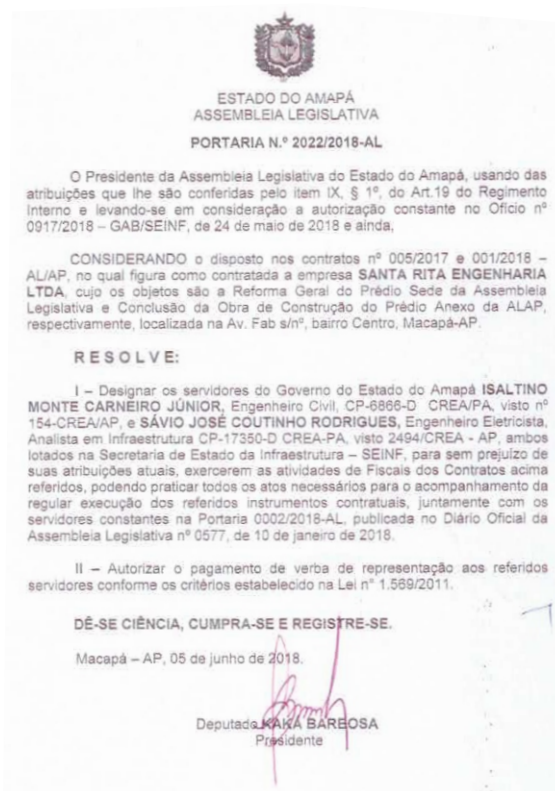 ESTADO DO AMAPÁ
ASSEMBLEIA LEGISLATIVA
PORTARIA N.º 2022/2018-AL
O Presidente da Assembleia Legislativa do Estado do Amapá, usando das
atribuições que lhe são conferidas pelo item IX, § 1º, do Art.19 do Regimento
Interno e levando-se em consideração a autorização constante no Ofício nº
0917/2018 – GAB/SEINF, de 24 de maio de 2018 e ainda,
CONSIDERANDO o disposto nos contratos nº 005/2017 e 001/2018 –
AL/AP, no qual figura como contratada a empresa SANTA RITA ENGENHARIA
LTDA, cujo os objetos são a Reforma Geral do Prédio Sede da Assembleia
Legislativa e Conclusão da Obra de Construção do Prédio Anexo da ALAP,
respectivamente, localizada na Av. Fab s/nº, bairro Centro, Macapá-AP.
R E S O L V E:
I – Designar os servidores do Governo do Estado do Amapá ISALTINO
MONTE CARNEIRO JÚNIOR, Engenheiro Civil, CP-6866-D CREA/PA, visto nº
154-CREA/AP, e SÁVIO JOSÉ COUTINHO RODRIGUES, Engenheiro Eletricista,
Analista em Infraestrutura CP-17350-D CREA-PA, visto 2494/CREA - AP, ambos
lotados na Secretaria de Estado da Infraestrutura – SEINF, para sem prejuízo de
suas atribuições atuais, exercerem as atividades de Fiscais dos Contratos acima
referidos, podendo praticar todos os atos necessários para o acompanhamento da
regular execução dos referidos instrumentos contratuais, juntamente com os
servidores constantes na Portaria 0002/2018-AL, publicada no Diário Oficial da
Assembleia Legislativa nº 0577, de 10 de janeiro de 2018.
II – Autorizar o pagamento de verba de representação aos referidos
servidores conforme os critérios estabelecido na Lei n° 1.569/2011.
DÊ-SE CIÊNCIA, CUMPRA-SE E REGISTRE-SE.
Macapá – AP, 05 de junho de 2018.
Deputado KAKÁ BARBOSA
Presidente